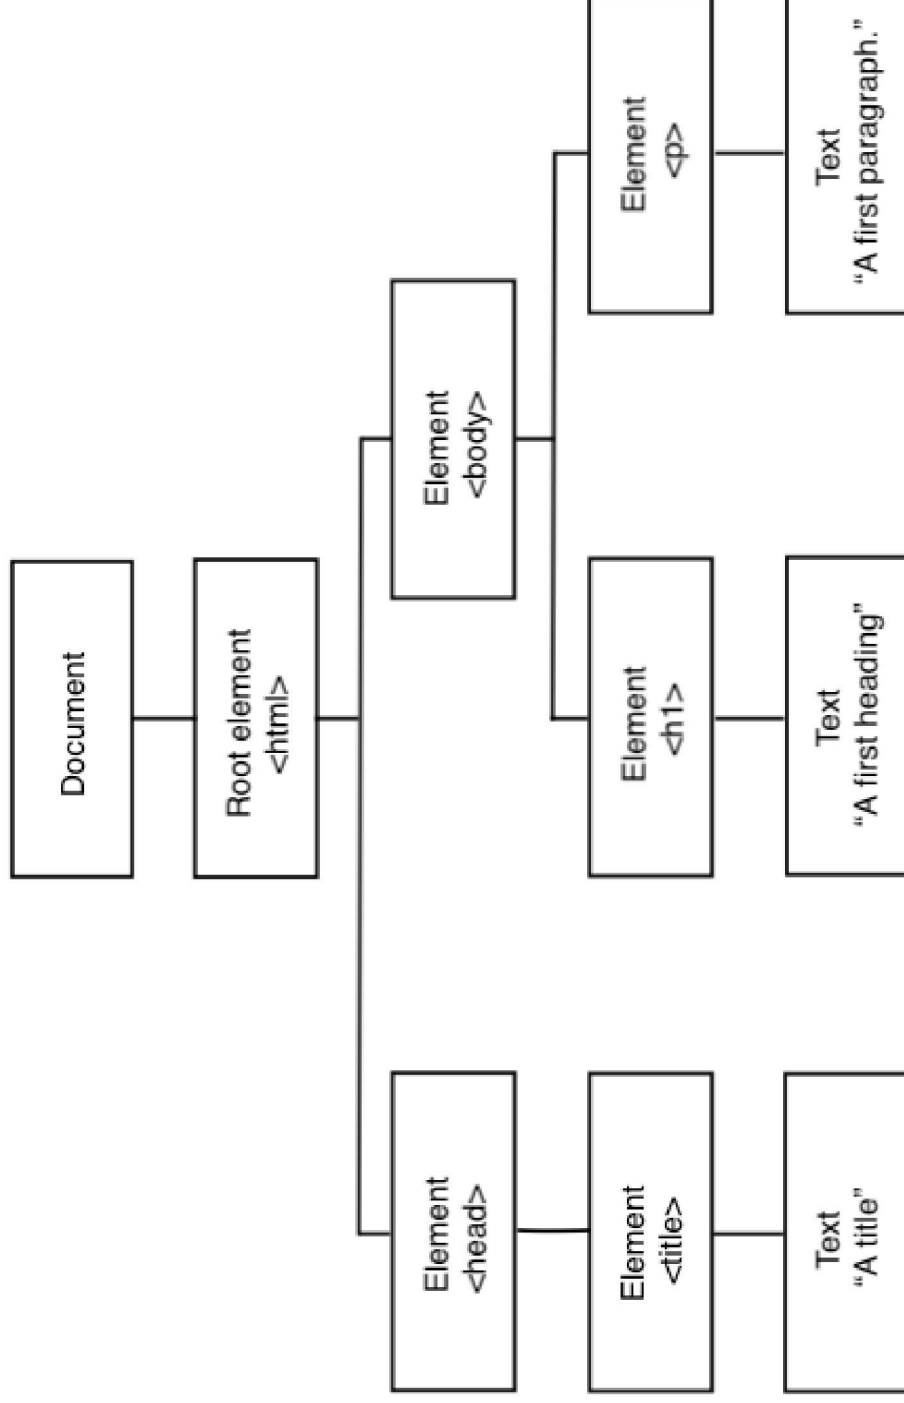 Document
Root element
<html>
Element
<head>
Element
<body>
Element
<title>
Element
<h1>
Element
<p>
Text
“A title”
Text
“A first heading”
Text
“A first paragraph.”